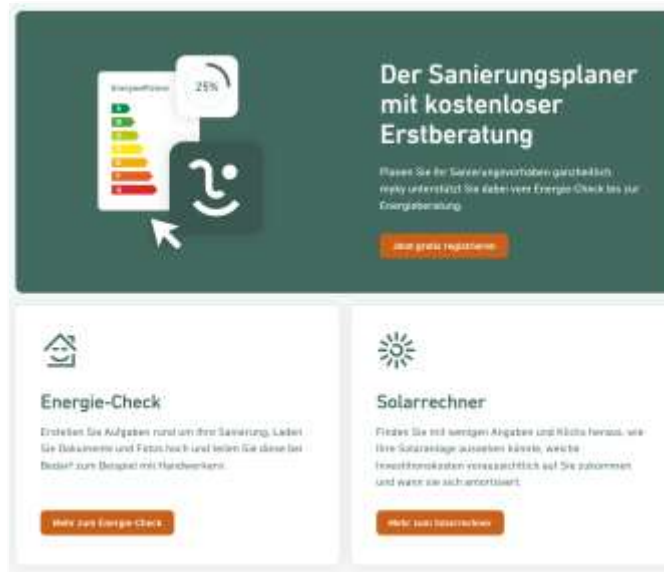 Energieeffizienz
25%
A
B
C
D
E
F
G
Der Sanierungsplaner
mit kostenloser
Erstberatung
Planen Sie Ihr Sanierungsvorhaben ganzheitlich.
myky unterstützt Sie dabei vom Energie-Check bis zur
Energieberatung.
Jetzt gratis registrieren
Energie-Check
Erstellen Sie Aufgaben rund um Ihre Sanierung. Laden
Sie Dokumente und Fotos hoch und teilen Sie diese bei
Bedarf zum Beispiel mit Handwerkern.
Mehr zum Energie-Check
Solarrechner
Finden Sie mit wenigen Angaben und Klicks heraus, wie
Ihre Solaranlage aussehen könnte, welche
Investitionskosten voraussichtlich auf Sie zukommen
und wann sie sich amortisiert.
Mehr zum Solarrechner